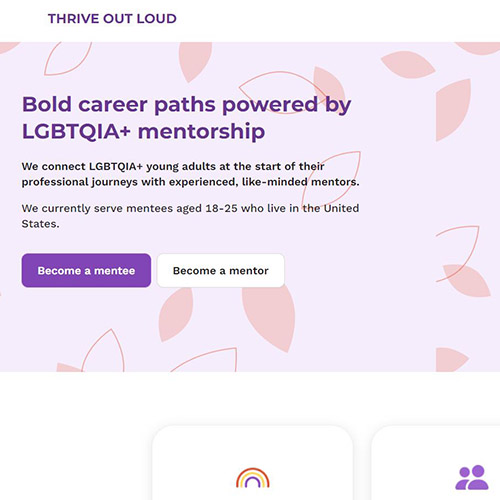 THRIVE OUT LOUD
Bold career paths powered by
LGBTQIA+ mentorship
We connect LGBTQIA+ young adults at the start of their
professional journeys with experienced, like-minded mentors.
We currently serve mentees aged 18-25 who live in the United
States.
Become a mentee
Become a mentor